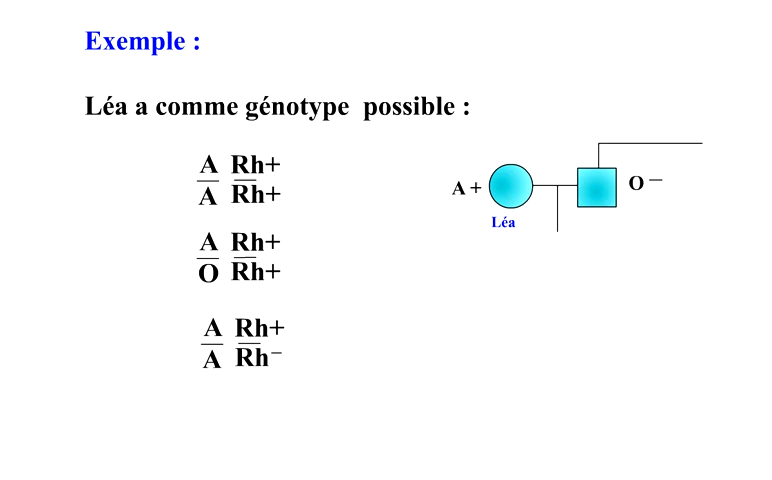 Exemple :
Léa a comme génotype possible :
A Rh+
A Rh+
A Rh+
O Rh+
A Rh+
A Rh−
A +
O −
Léa